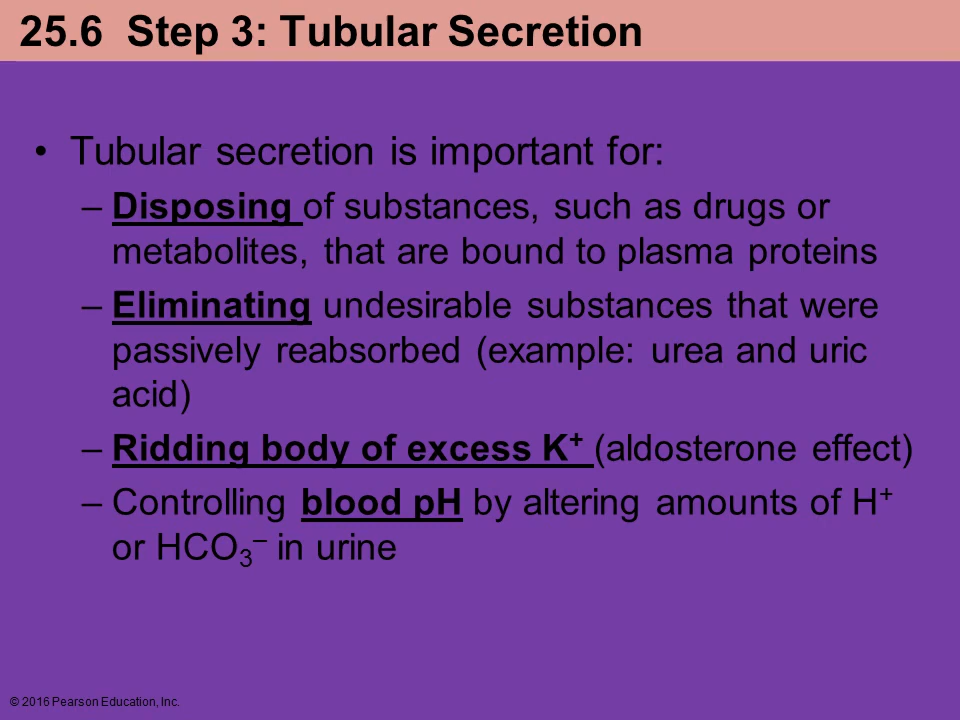 25.6 Step 3: Tubular Secretion
• Tubular secretion is important for:
– Disposing of substances, such as drugs or
metabolites, that are bound to plasma proteins
– Eliminating undesirable substances that were
passively reabsorbed (example: urea and uric
acid)
– Ridding body of excess K⁺ (aldosterone effect)
– Controlling blood pH by altering amounts of H⁺
or HCO₃⁻ in urine
© 2016 Pearson Education, Inc.